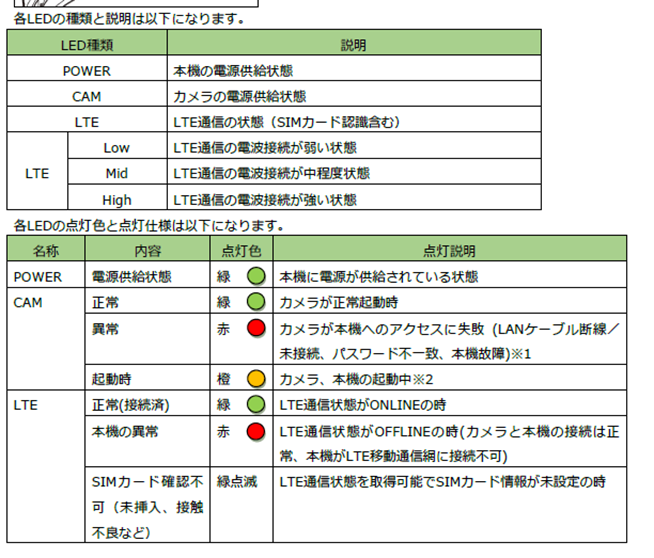 各LEDの種類と説明は以下になります。
LED種類 説明
POWER 本機の電源供給状態
CAM カメラの電源供給状態
LTE LTE通信の状態（SIMカード認識含む）
LTE Low LTE通信の電波接続が弱い状態
Mid LTE通信の電波接続が中程度状態
High LTE通信の電波接続が強い状態
各LEDの点灯色と点灯仕様は以下になります。
名称 内容 点灯色 点灯説明
POWER 電源供給状態 緑 本機に電源が供給されている状態
CAM 正常 緑 カメラが正常起動時
異常 赤 カメラが本機へのアクセスに失敗（LANケーブル断線／
未接続、パスワード不一致、本機故障)※1
起動時 橙 カメラ、本機の起動中※2
LTE 正常(接続済) 緑 LTE通信状態がONLINEの時
本機の異常 赤 LTE通信状態がOFFLINEの時(カメラと本機の接続は正
常、本機がLTE移動通信網に接続不可)
SIMカード確認不 緑点滅 LTE通信状態を取得可能でSIMカード情報が未設定の時
可（未挿入、接触
不良など）